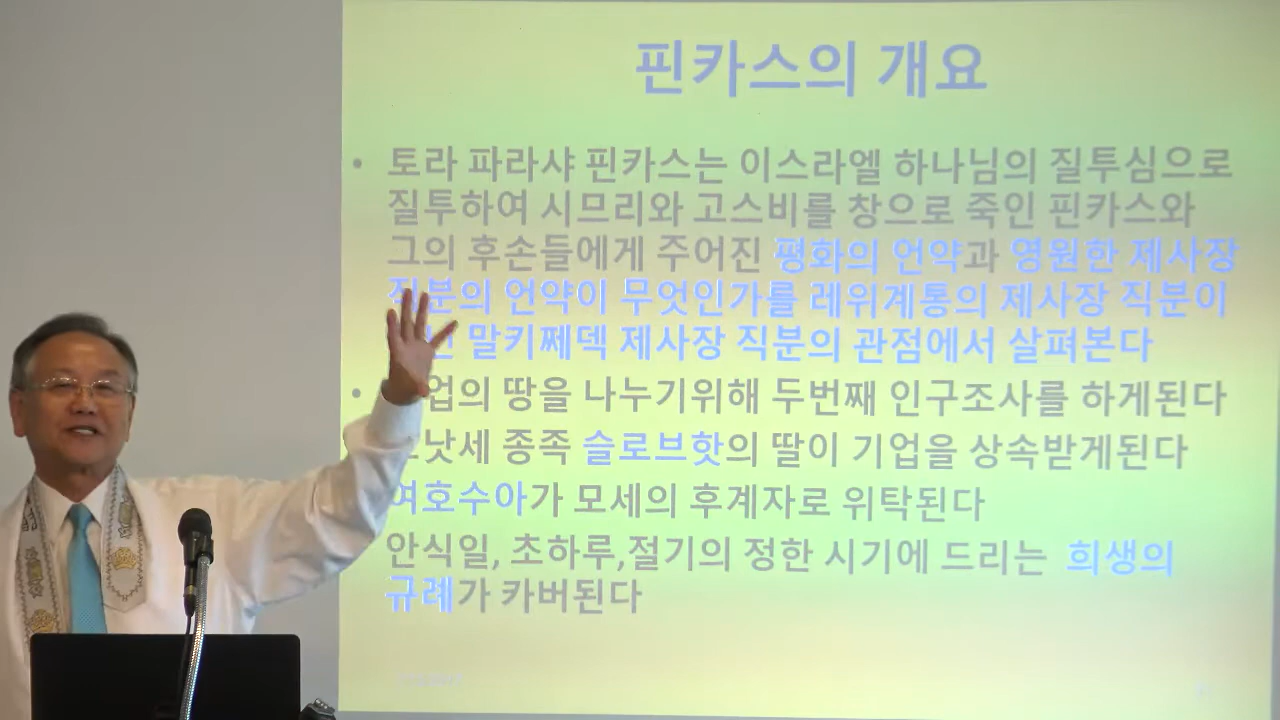 핀카스의 개요
• 토라 파라샤 핀카스는 이스라엘 하나님의 질투심으로
질투하여 시므리와 고스비를 창으로 죽인 핀카스와
그의 후손들에게 주어진 평화의 언약과 영원한 제사장
직분의 언약이 무엇인가를 레위계통의 제사장 직분이
말키쩨덱 제사장 직분의 관점에서 살펴본다
• 땅을 나누기위해 두번째 인구조사를 하게된다
종족 슬로브핫의 딸이 기업을 상속받게된다
여호수아가 모세의 후계자로 위탁된다
안식일, 초하루,절기의 정한 시기에 드리는 희생의
규례가 카버된다